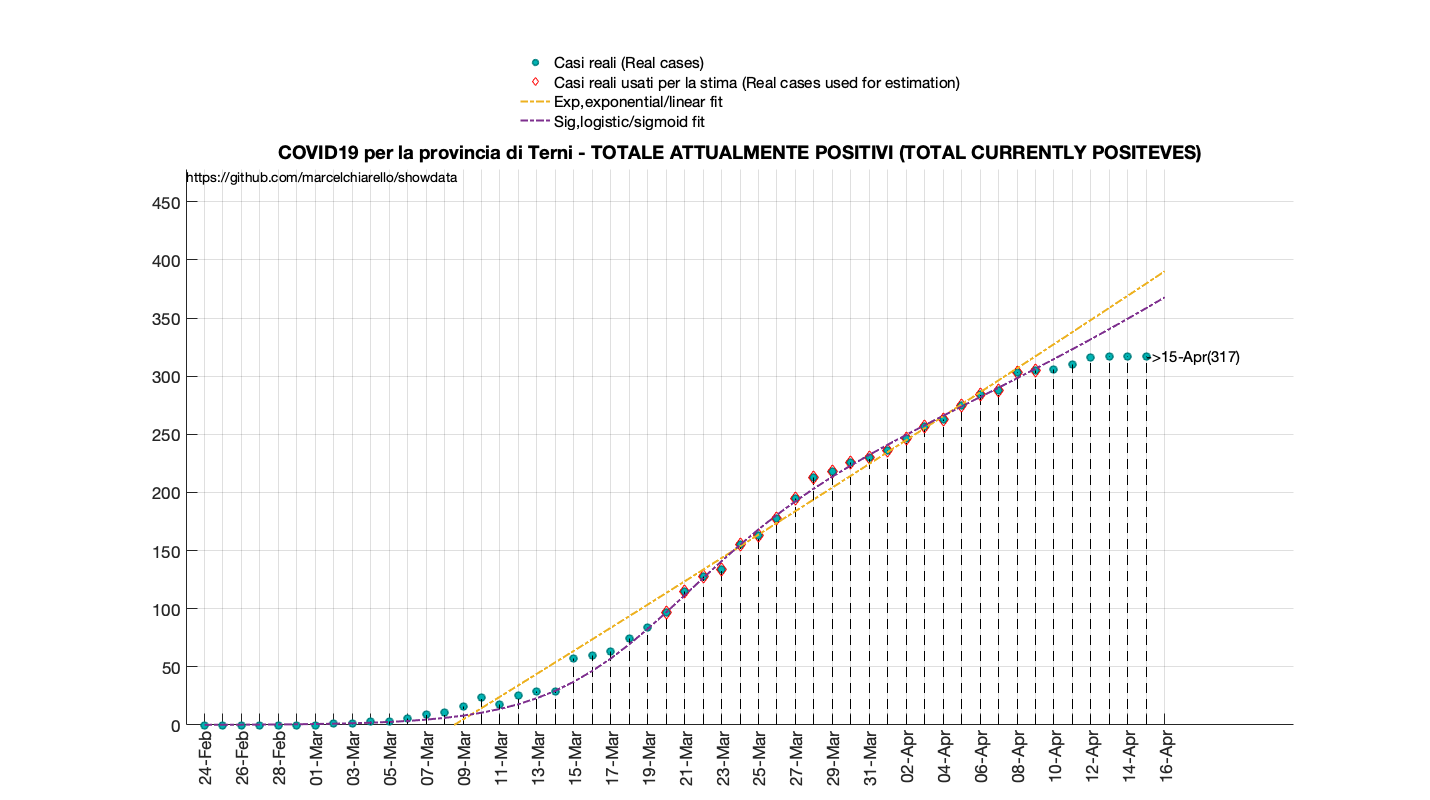 Casi reali (Real cases)
Casi reali usati per la stima (Real cases used for estimation)
Exp,exponential/linear fit
Sig,logistic/sigmoid fit
COVID19 per la provincia di Terni - TOTALE ATTUALMENTE POSITIVI (TOTAL CURRENTLY POSITEVES)
https://github.com/marcelchiarello/showdata
450
400
350
300
250
200
150
100
50
0
->15-Apr(317)
24-Feb
26-Feb
28-Feb
01-Mar
03-Mar
05-Mar
07-Mar
09-Mar
11-Mar
13-Mar
15-Mar
17-Mar
19-Mar
21-Mar
23-Mar
25-Mar
27-Mar
29-Mar
31-Mar
02-Apr
04-Apr
06-Apr
08-Apr
10-Apr
12-Apr
14-Apr
16-Apr